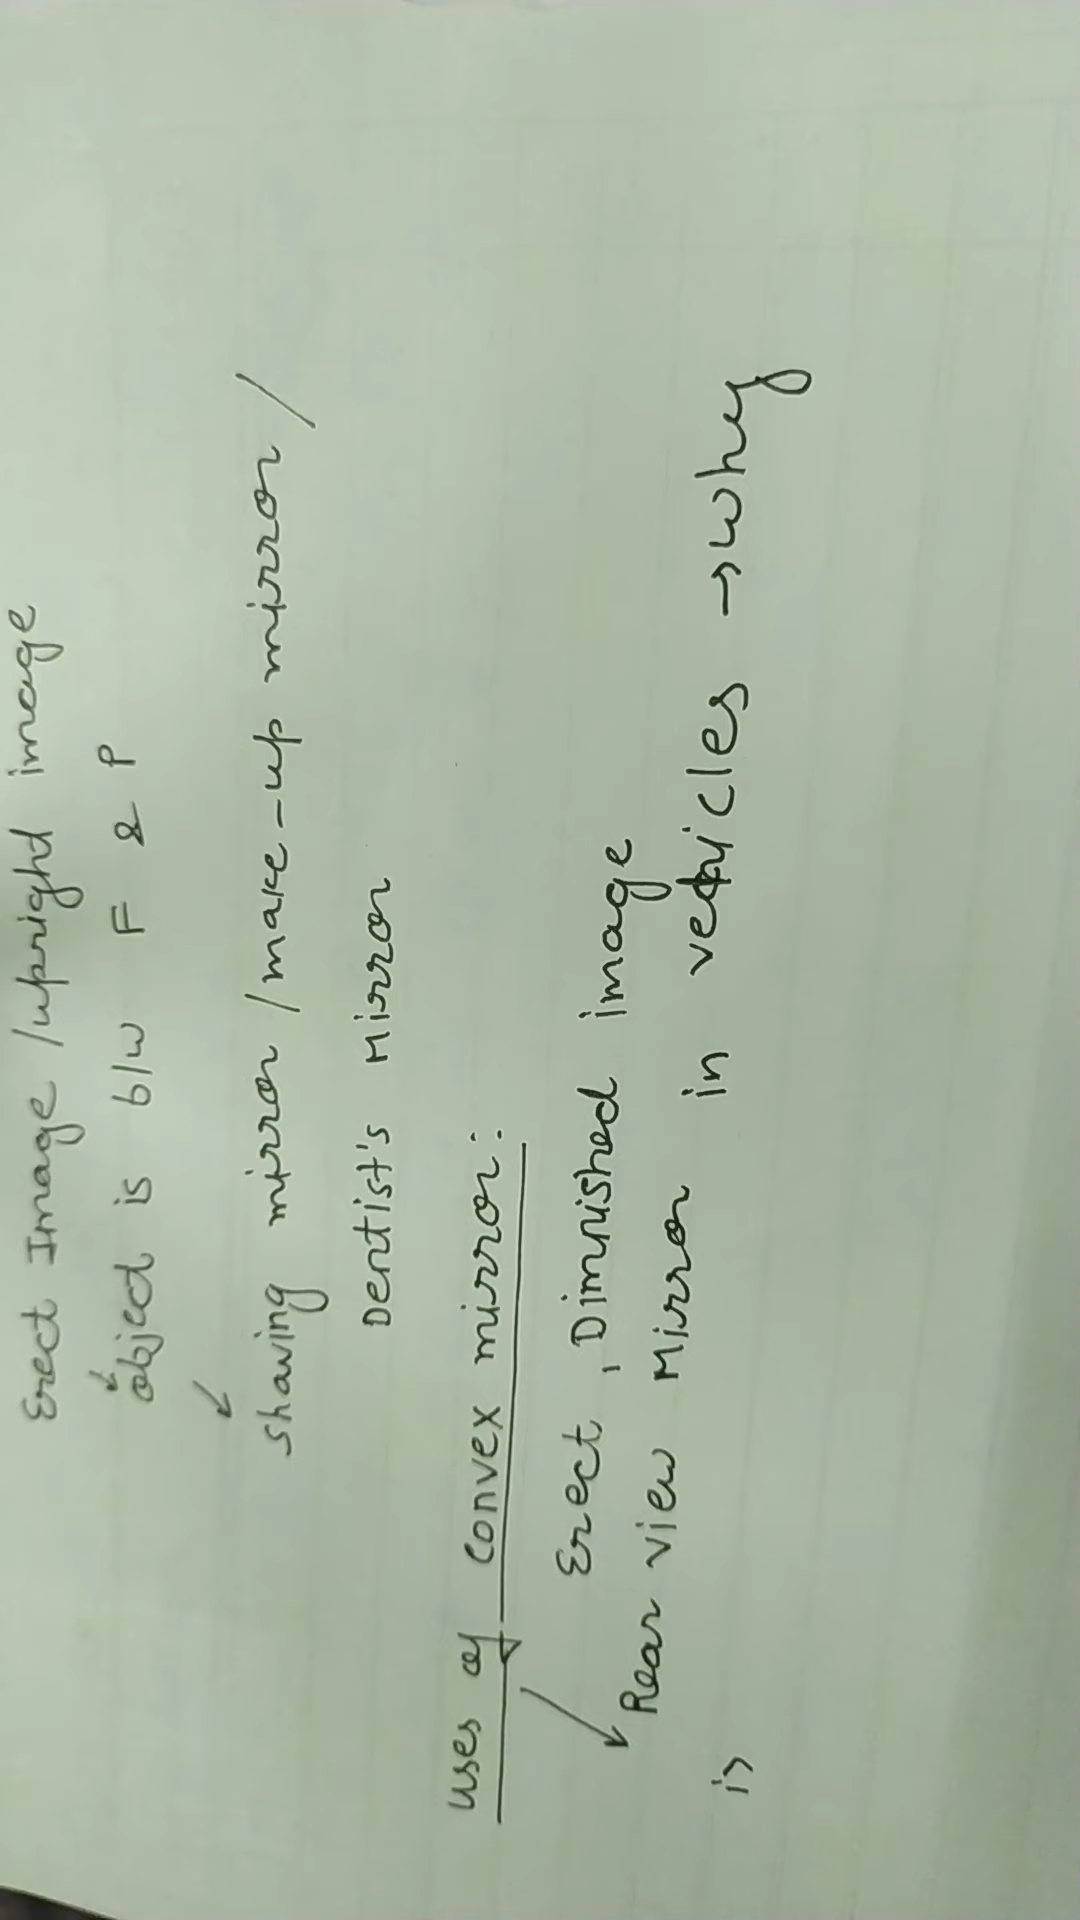 Erect Image / upright image
object is b/w F & P
shaving mirror / make-up mirror /
Dentist's Mirror
uses of convex mirror:
Erect, Diminished image
Rear view Mirror in vehicles → why
is